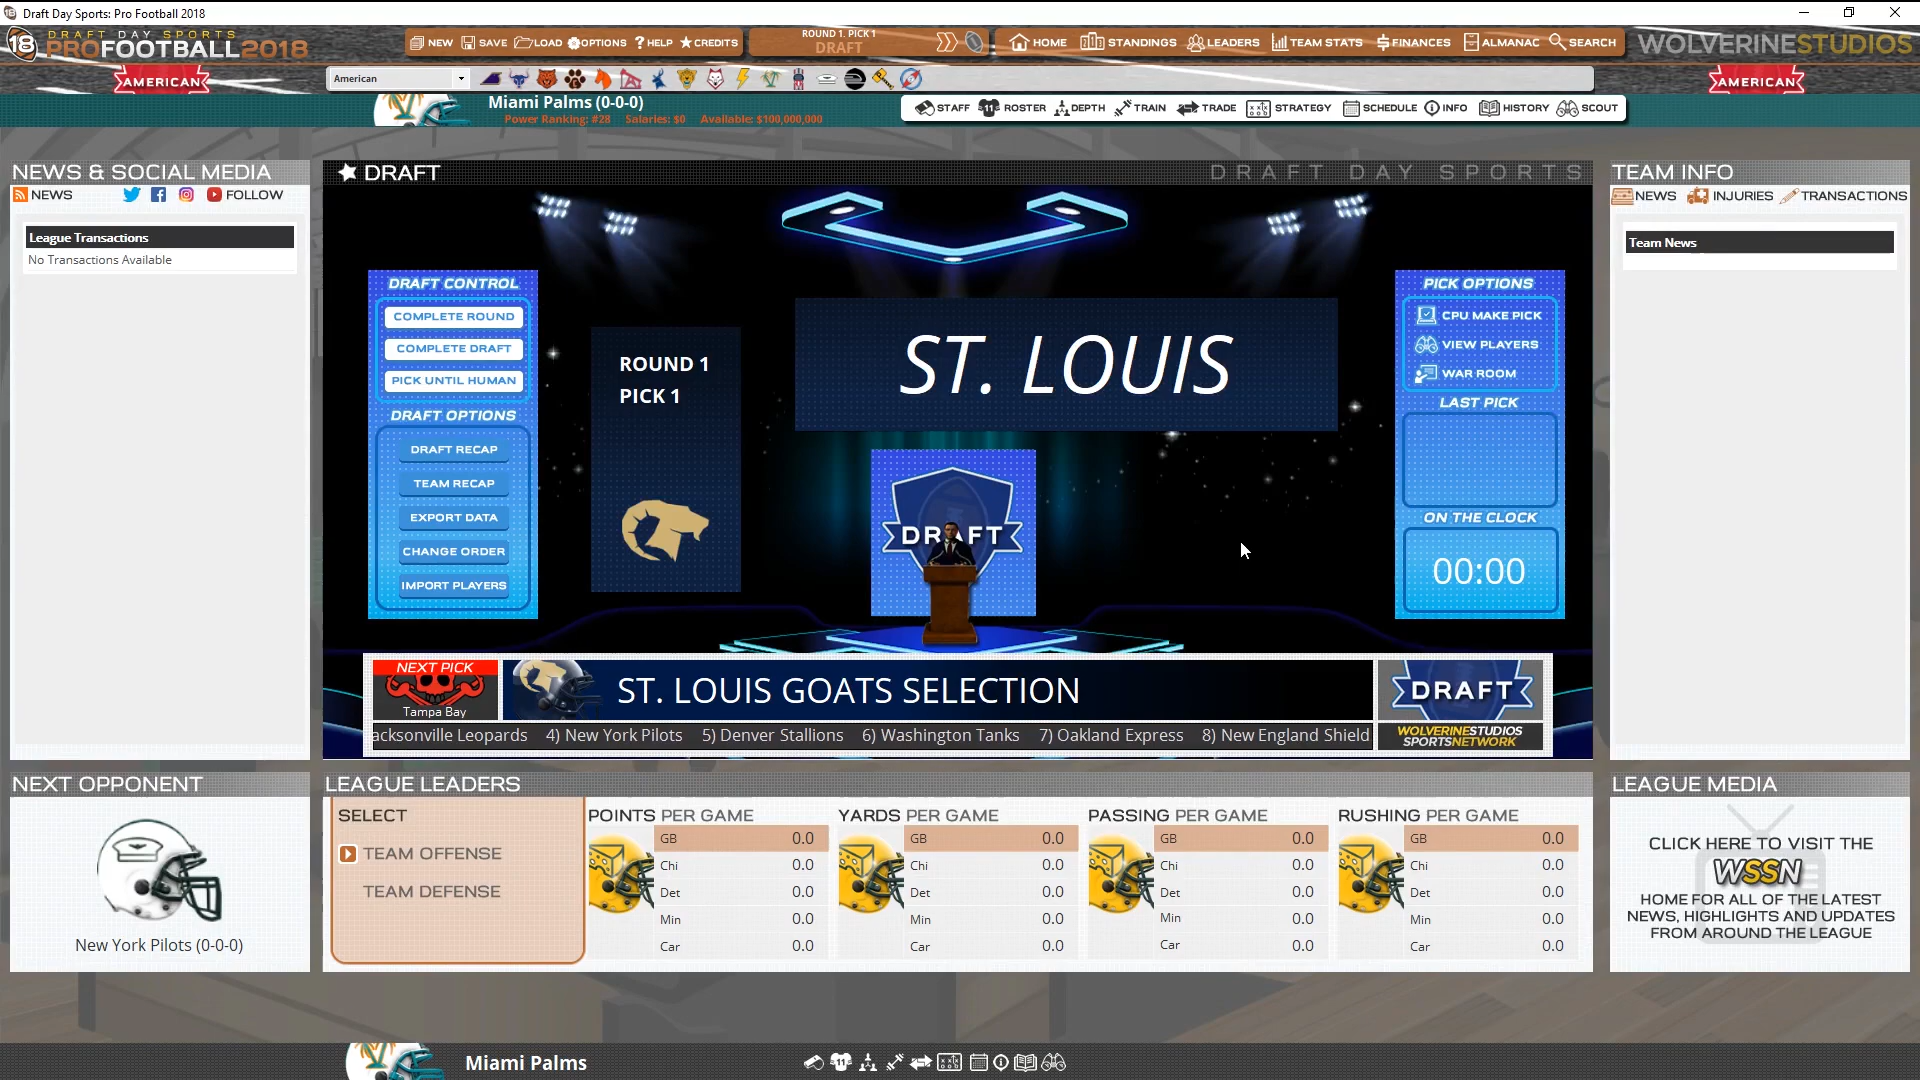 Draft Day Sports: Pro Football 2018
18 DRAFT DAY SPORTS
PROFOOTBALL2018
NEW SAVE LOAD OPTIONS HELP CREDITS
ROUND 1. PICK 1
DRAFT
HOME STANDINGS LEADERS TEAM STATS FINANCES ALMANAC SEARCH
WOLVERINESTUDIOS
AMERICAN
American
AMERICAN
Miami Palms (0-0-0)
Power Ranking: #28 Salaries: $0 Available: $100,000,000
STAFF ROSTER DEPTH TRAIN TRADE STRATEGY SCHEDULE INFO HISTORY SCOUT
NEWS & SOCIAL MEDIA
NEWS FOLLOW
League Transactions
No Transactions Available
DRAFT
DRAFT DAY SPORTS
DRAFT CONTROL
COMPLETE ROUND
COMPLETE DRAFT
PICK UNTIL HUMAN
DRAFT OPTIONS
DRAFT RECAP
TEAM RECAP
EXPORT DATA
CHANGE ORDER
IMPORT PLAYERS
ROUND 1
PICK 1
ST. LOUIS
DRAFT
PICK OPTIONS
CPU MAKE PICK
VIEW PLAYERS
WAR ROOM
LAST PICK
ON THE CLOCK
00:00
NEXT PICK
Tampa Bay
ST. LOUIS GOATS SELECTION
DRAFT
acksonville Leopards 4) New York Pilots 5) Denver Stallions 6) Washington Tanks 7) Oakland Express 8) New England Shield
WOLVERINESTUDIOS
SPORTSNETWORK
TEAM INFO
NEWS INJURIES TRANSACTIONS
Team News
NEXT OPPONENT
New York Pilots (0-0-0)
LEAGUE LEADERS
SELECT
TEAM OFFENSE
TEAM DEFENSE
POINTS PER GAME
GB 0.0
Chi 0.0
Det 0.0
Min 0.0
Car 0.0
YARDS PER GAME
GB 0.0
Chi 0.0
Det 0.0
Min 0.0
Car 0.0
PASSING PER GAME
GB 0.0
Chi 0.0
Det 0.0
Min 0.0
Car 0.0
RUSHING PER GAME
GB 0.0
Chi 0.0
Det 0.0
Min 0.0
Car 0.0
LEAGUE MEDIA
CLICK HERE TO VISIT THE
WSSN
HOME FOR ALL OF THE LATEST
NEWS, HIGHLIGHTS AND UPDATES
FROM AROUND THE LEAGUE
Miami Palms